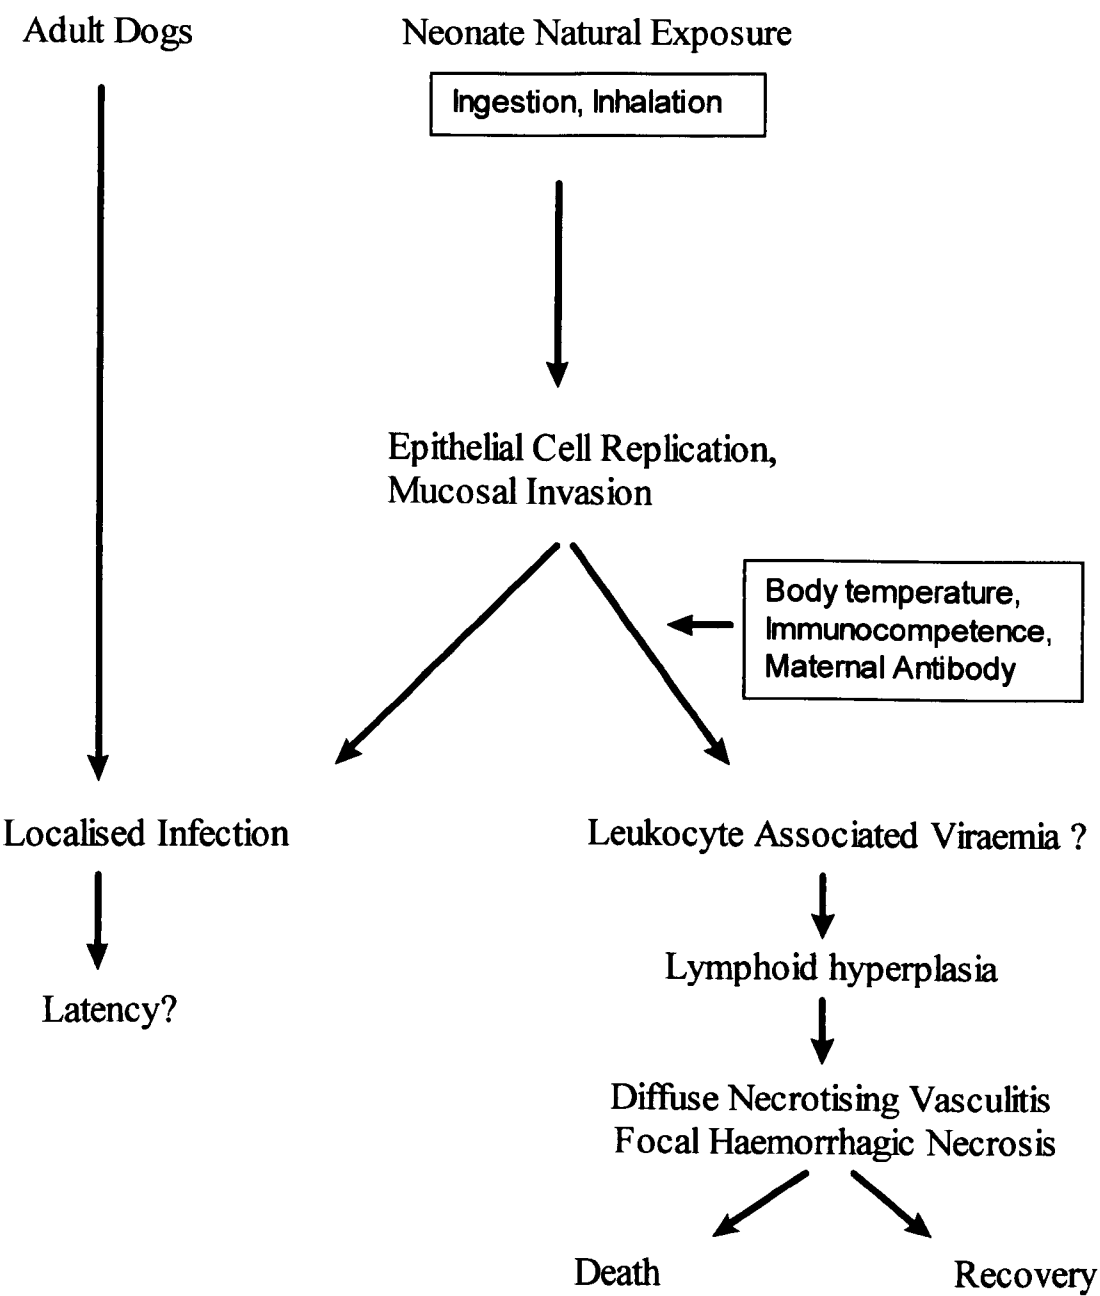 Adult Dogs
Neonate Natural Exposure
Ingestion, Inhalation
Epithelial Cell Replication,
Mucosal Invasion
Body temperature,
Immunocompetence,
Maternal Antibody
Localised Infection
Leukocyte Associated Viraemia ?
Lymphoid hyperplasia
Latency?
Diffuse Necrotising Vasculitis
Focal Haemorrhagic Necrosis
Death
Recovery